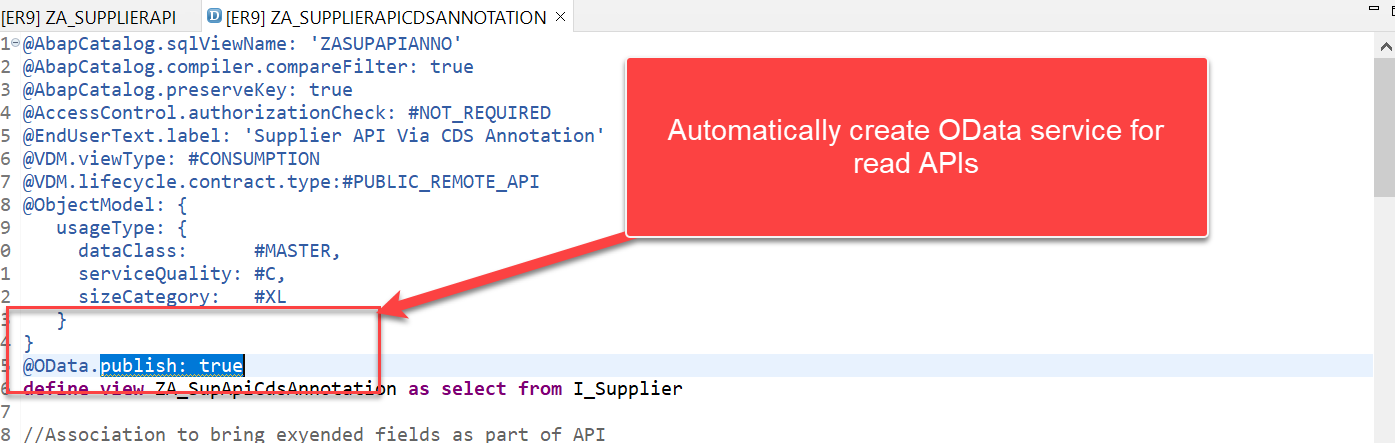 [ER9] ZA_SUPPLIERAPI [ER9] ZA_SUPPLIERAPICDSANNOTATION
1 @AbapCatalog.sqlViewName: 'ZASUPAPIANNO'
2 @AbapCatalog.compiler.compareFilter: true
3 @AbapCatalog.preserveKey: true
4 @AccessControl.authorizationCheck: #NOT_REQUIRED
5 @EndUserText.label: 'Supplier API Via CDS Annotation'
6 @VDM.viewType: #CONSUMPTION
7 @VDM.lifecycle.contract.type:#PUBLIC_REMOTE_API
8 @ObjectModel: {
9 usageType: {
0 dataClass: #MASTER,
1 serviceQuality: #C,
2 sizeCategory: #XL
3 }
4 }
5 @OData.publish: true
6 define view ZA_SupApiCdsAnnotation as select from I_Supplier
7
8 //Association to bring exyended fields as part of API
Automatically create OData service for
read APIs